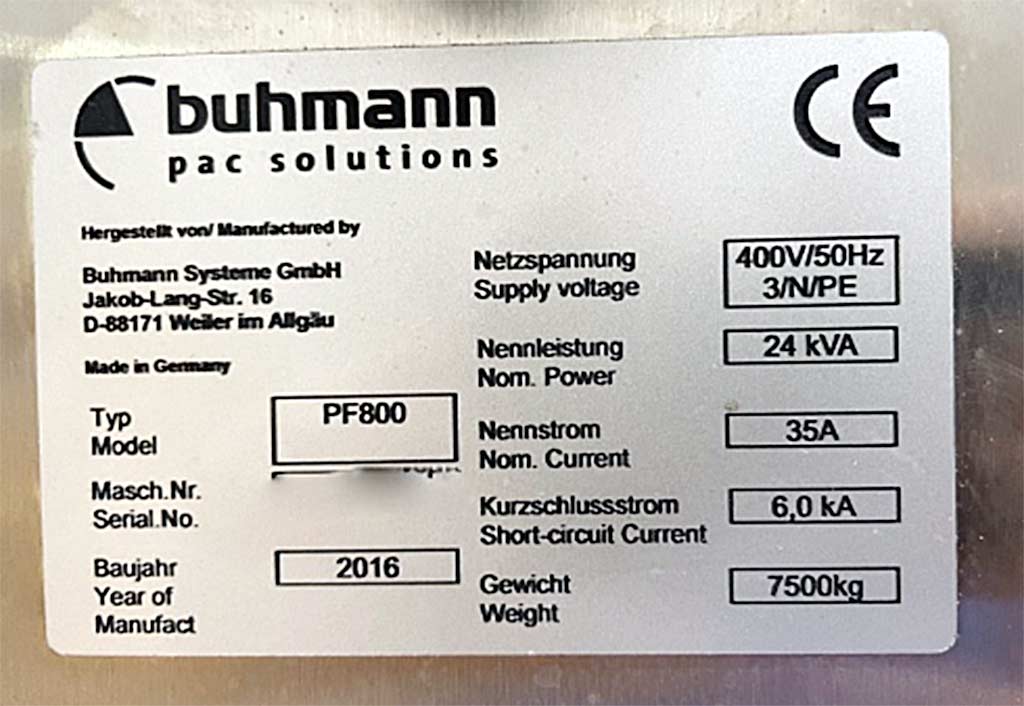 buhmann
pac solutions
CE
Hergestellt von/ Manufactured by
Buhmann Systeme GmbH
Jakob-Lang-Str. 16
D-88171 Weiler im Allgäu
Made in Germany
Typ
Model
PF800
Masch.Nr.
Serial.No.
Baujahr
Year of
Manufact
2016
Netzspannung
Supply voltage
400V/50Hz
3/N/PE
Nennleistung
Nom. Power
24 kVA
Nennstrom
Nom. Current
35A
Kurzschlussstrom
Short-circuit Current
6,0 kA
Gewicht
Weight
7500kg